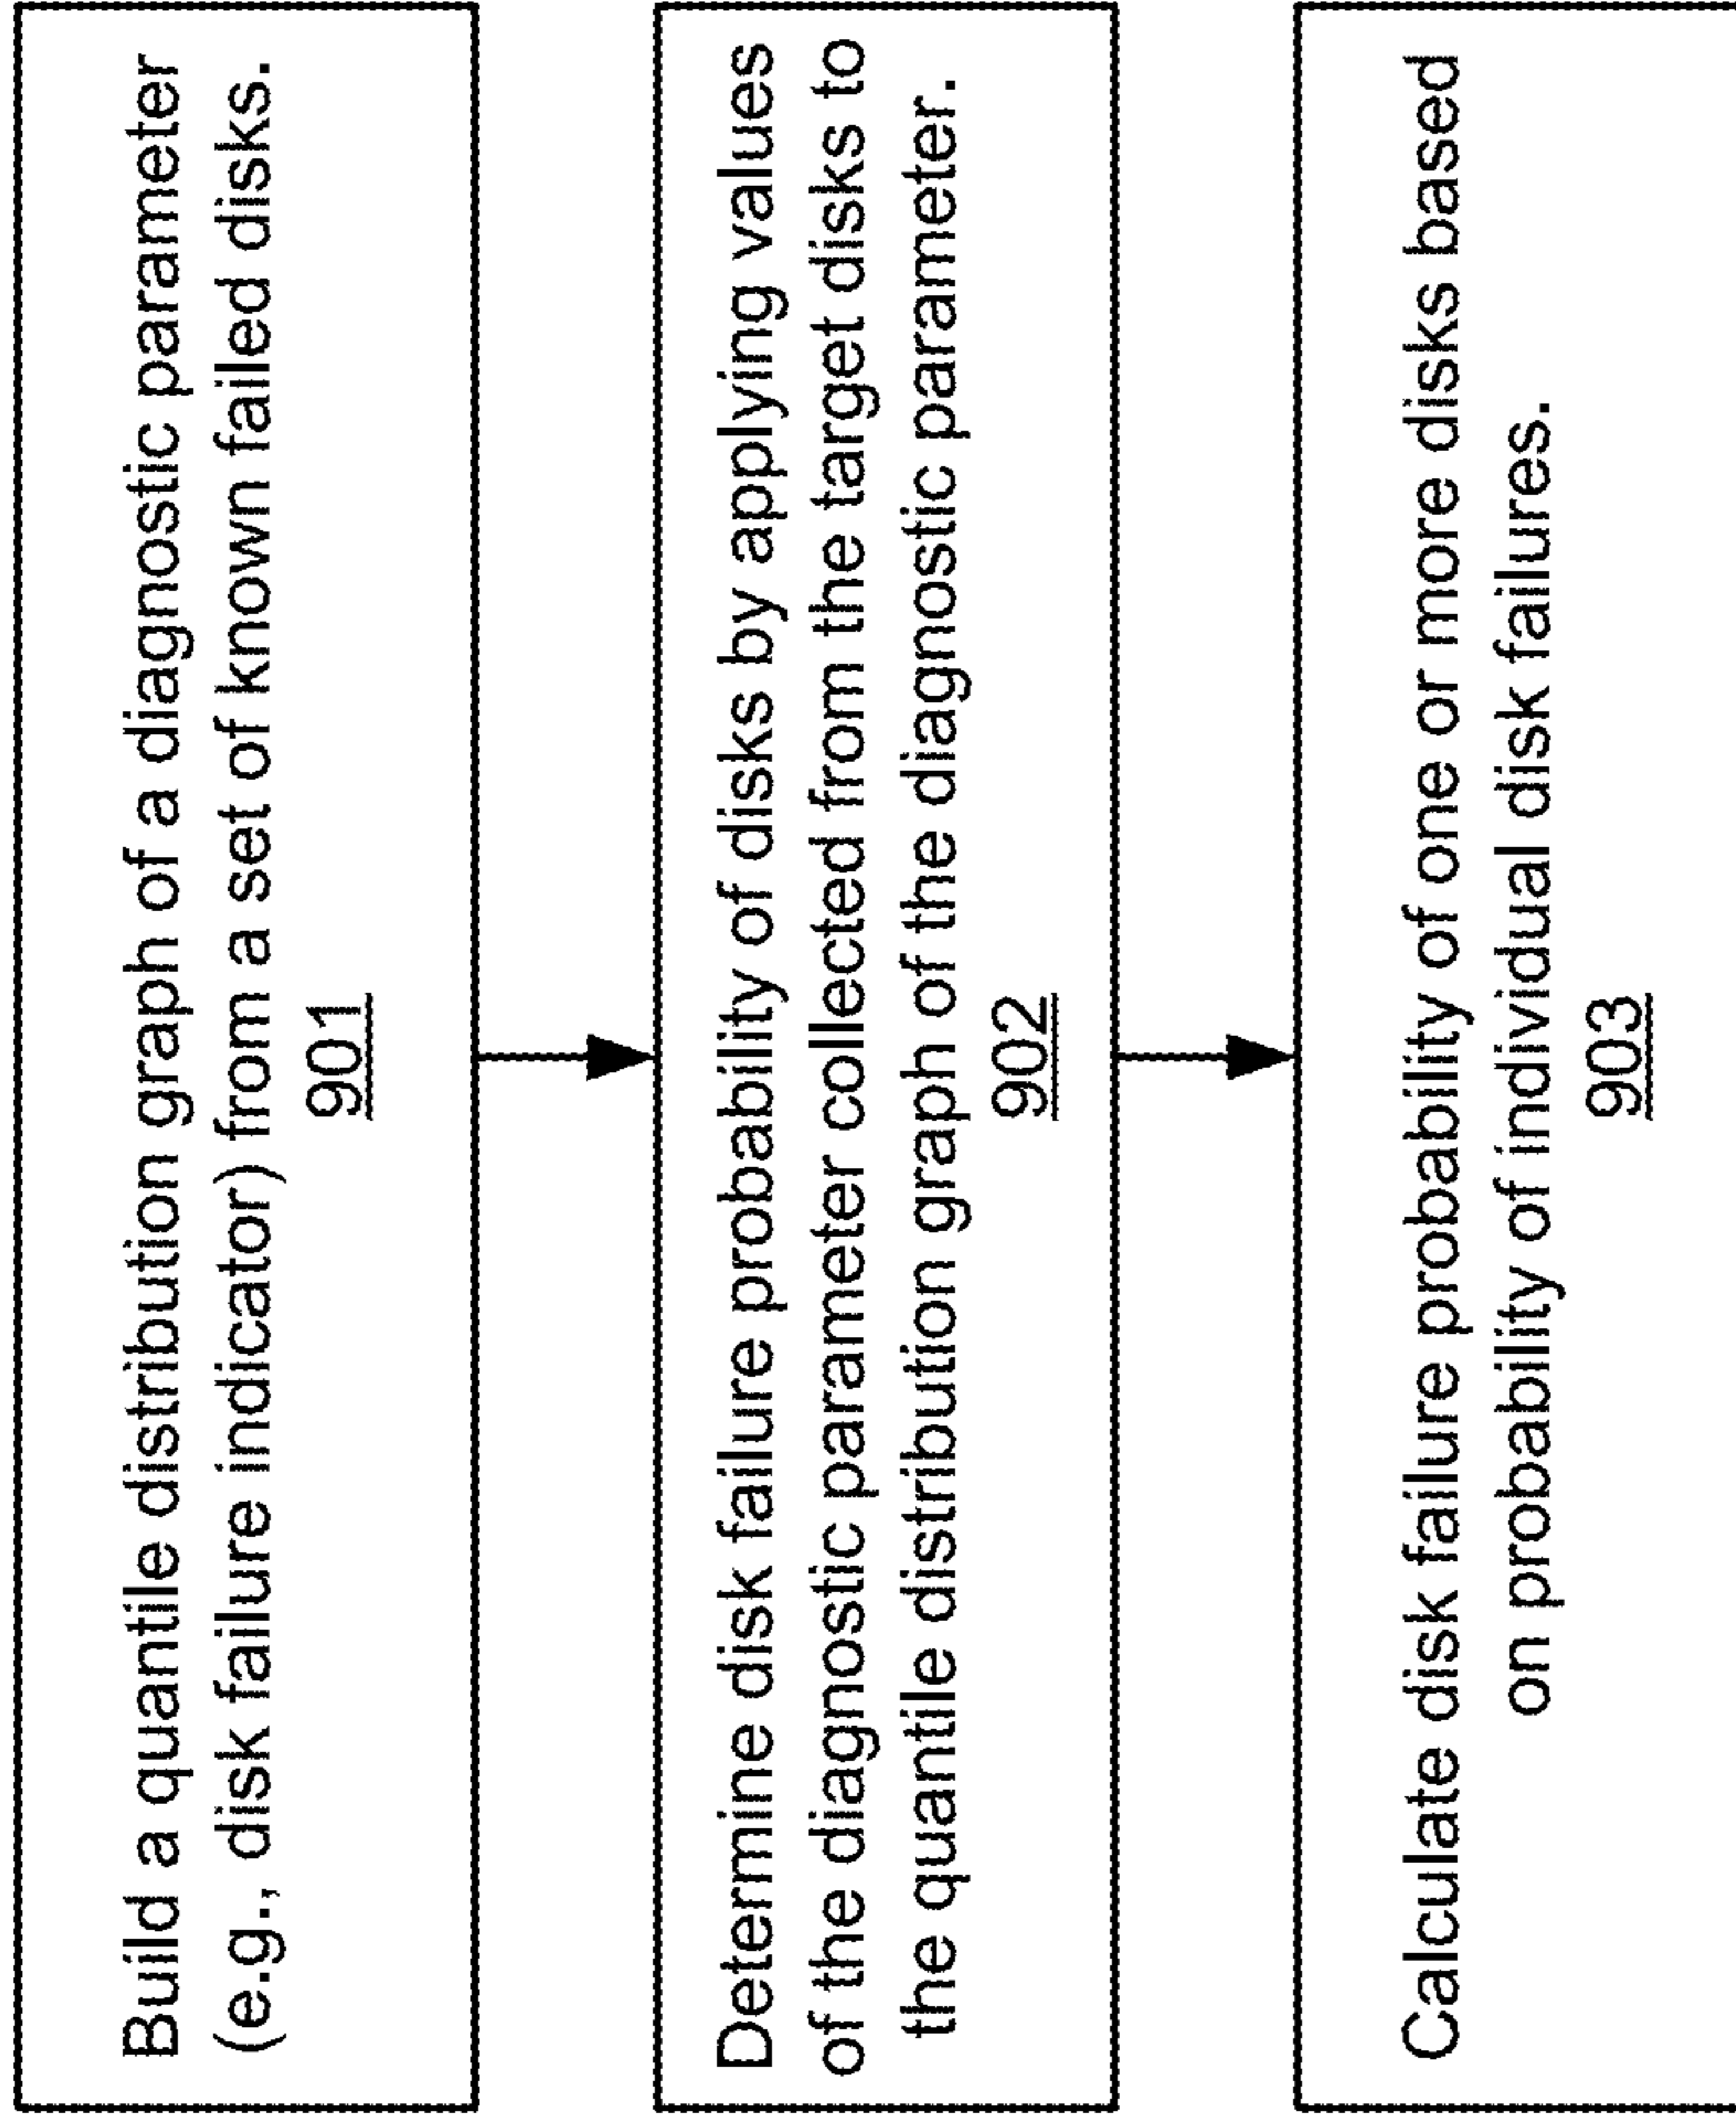 Build a quantile distribution graph of a diagnostic parameter
(e.g., disk failure indicator) from a set of known failed disks.
901
Determine disk failure probability of disks by applying values
of the diagnostic parameter collected from the target disks to
the quantile distribution graph of the diagnostic parameter.
902
Calculate disk failure probability of one or more disks based
on probability of individual disk failures.
903